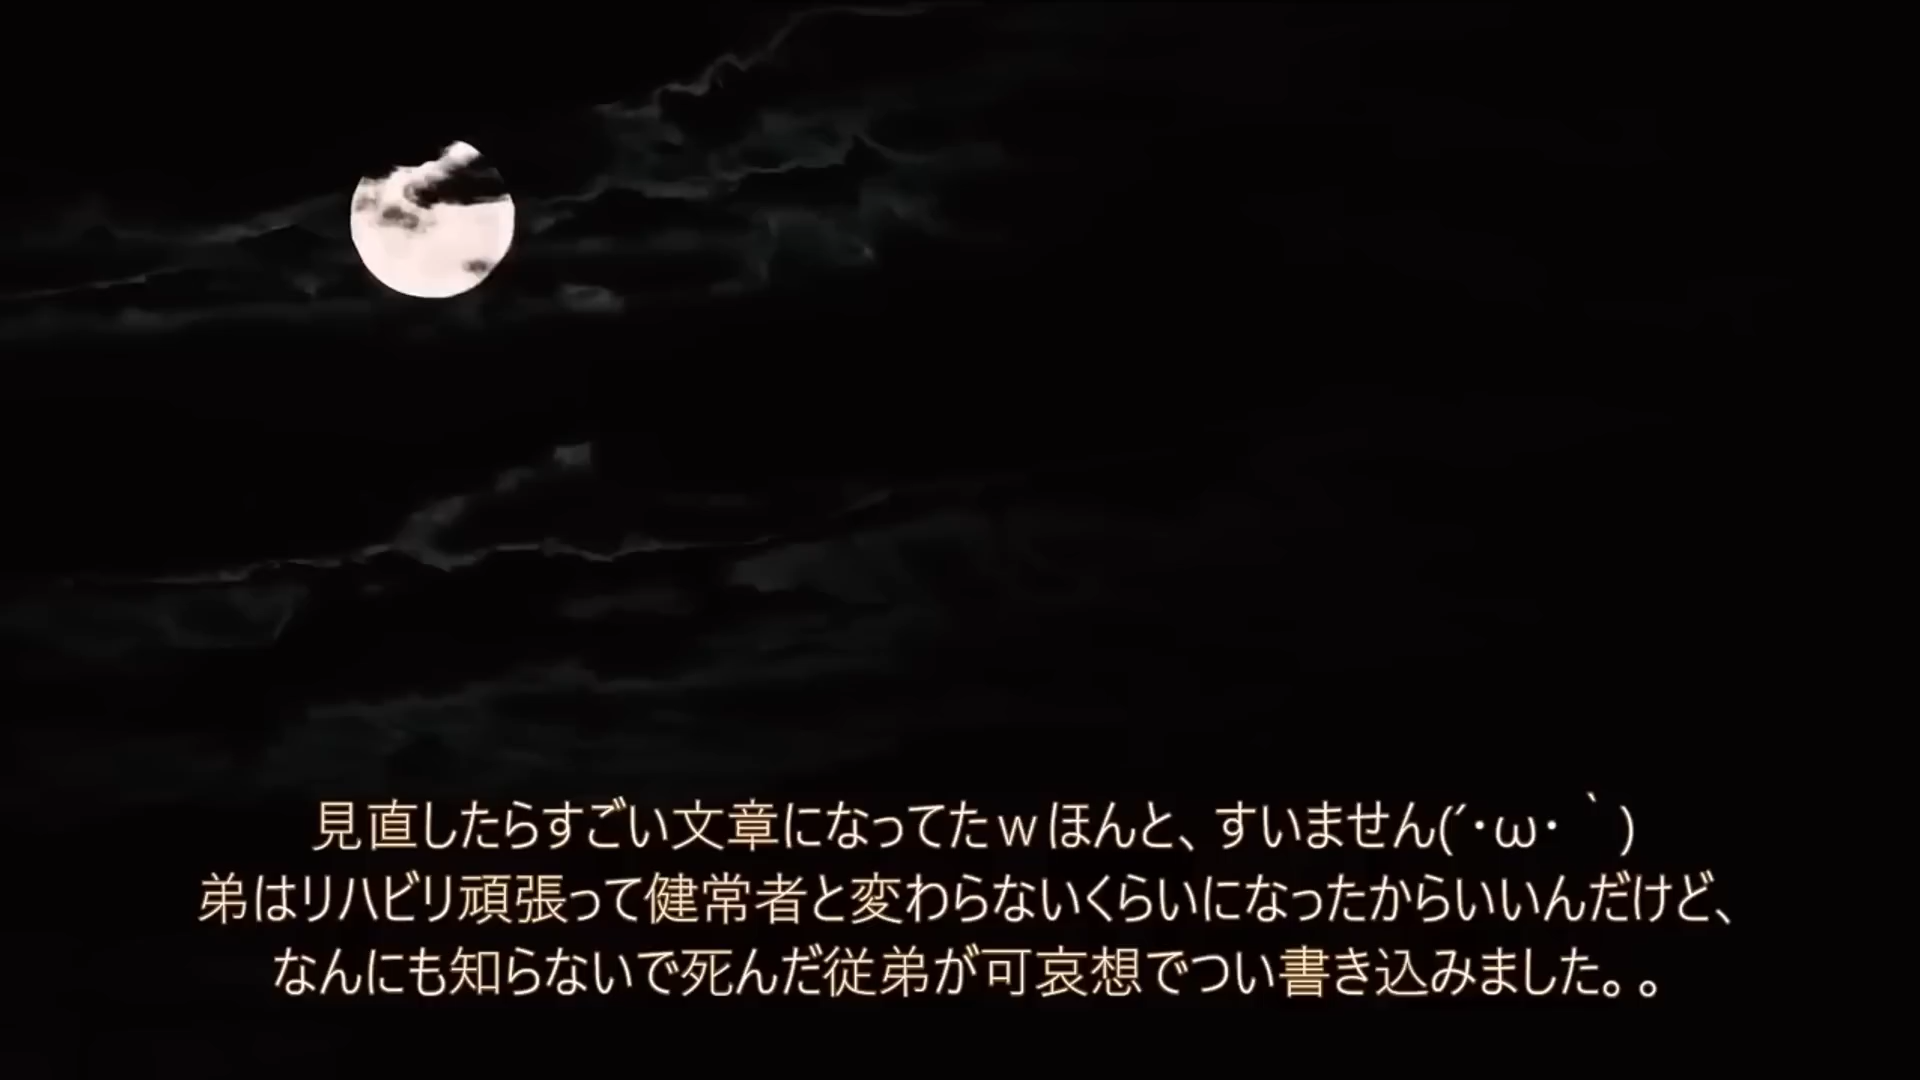 見直したらすごい文章になってたｗほんと、すいません(´･ω･｀)
弟はリハビリ頑張って健常者と変わらないくらいになったからいいんだけど、
なんにも知らないで死んだ従弟が可哀想でつい書き込みました。。